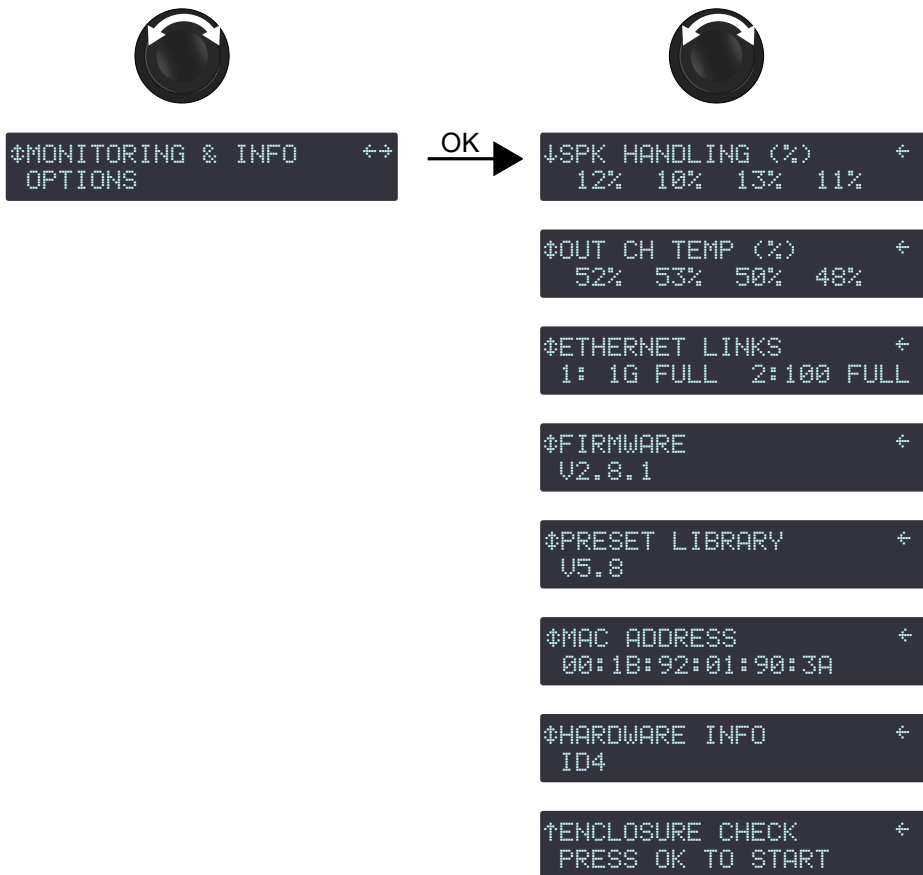 ↕MONITORING & INFO ←→
OPTIONS
OK
↓SPK HANDLING (%) ←
12% 10% 13% 11%
↕OUT CH TEMP (%) ←
52% 53% 50% 48%
↕ETHERNET LINKS ←
1: 1G FULL 2:100 FULL
↕FIRMWARE ←
V2.8.1
↕PRESET LIBRARY ←
V5.8
↕MAC ADDRESS ←
00:1B:92:01:90:3A
↕HARDWARE INFO ←
ID4
↑ENCLOSURE CHECK ←
PRESS OK TO START